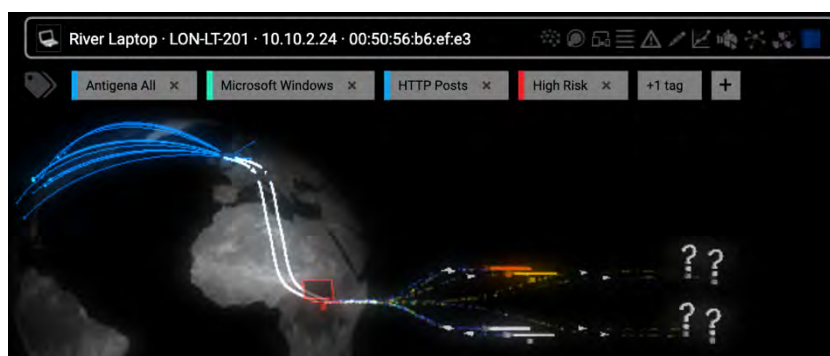 River Laptop · LON-LT-201 · 10.10.2.24 · 00:50:56:b6:ef:e3
Antigena All × Microsoft Windows × HTTP Posts × High Risk × +1 tag +
? ?
? ?